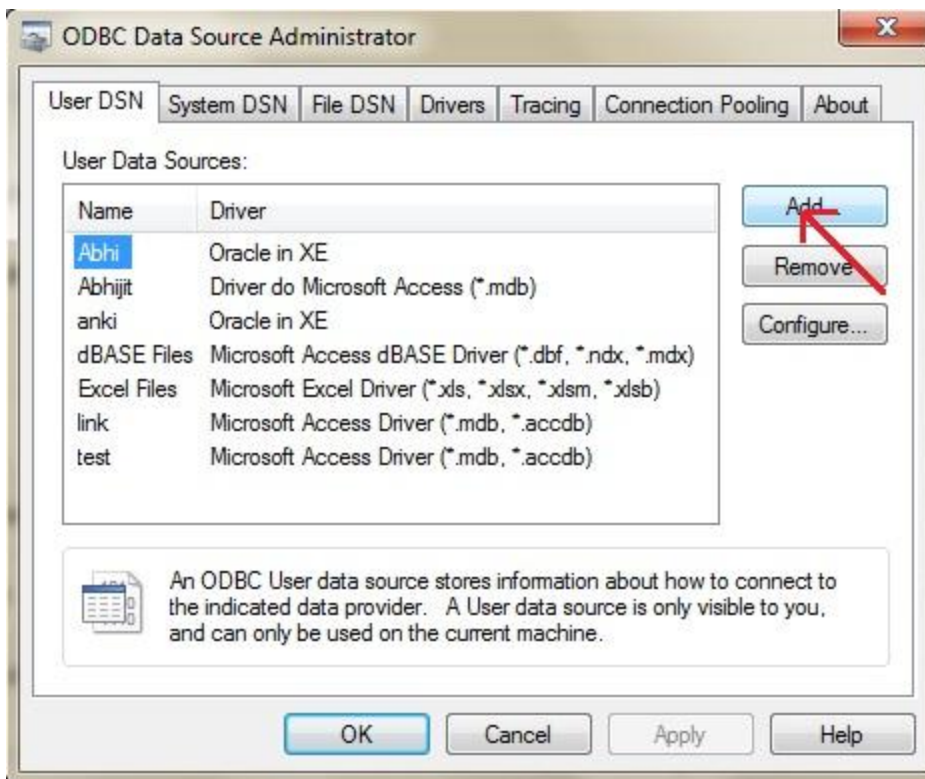 ODBC Data Source Administrator
User DSN System DSN File DSN Drivers Tracing Connection Pooling About
User Data Sources:
Name Driver
Abhi Oracle in XE
Abhijit Driver do Microsoft Access (*.mdb)
anki Oracle in XE
dBASE Files Microsoft Access dBASE Driver (*.dbf, *.ndx, *.mdx)
Excel Files Microsoft Excel Driver (*.xls, *.xlsx, *.xlsm, *.xlsb)
link Microsoft Access Driver (*.mdb, *.accdb)
test Microsoft Access Driver (*.mdb, *.accdb)
Add...
Remove
Configure...
An ODBC User data source stores information about how to connect to
the indicated data provider. A User data source is only visible to you,
and can only be used on the current machine.
OK Cancel Apply Help